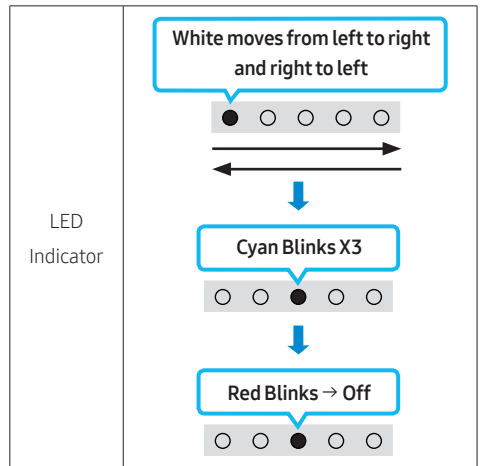 White moves from left to right
and right to left
LED
Indicator
Cyan Blinks X3
Red Blinks → Off